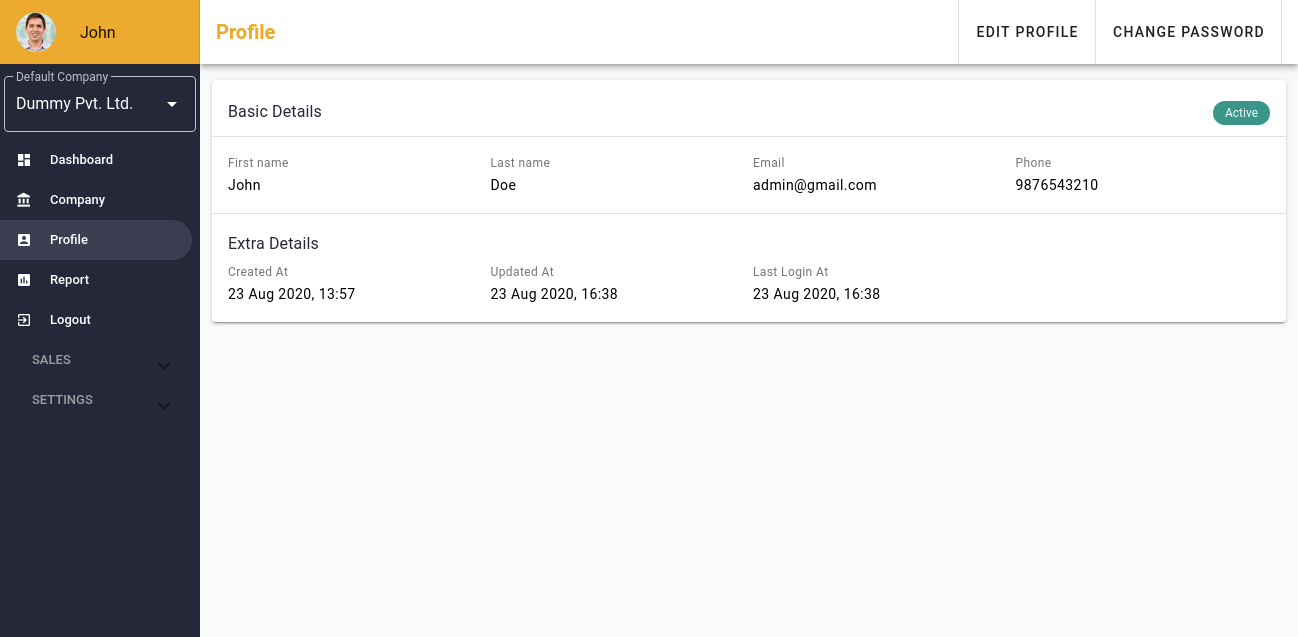 John
Default Company
Dummy Pvt. Ltd.
Dashboard
Company
Profile
Report
Logout
SALES
SETTINGS
Profile
EDIT PROFILE
CHANGE PASSWORD
Basic Details
Active
First name
Last name
Email
Phone
John
Doe
admin@gmail.com
9876543210
Extra Details
Created At
Updated At
Last Login At
23 Aug 2020, 13:57
23 Aug 2020, 16:38
23 Aug 2020, 16:38